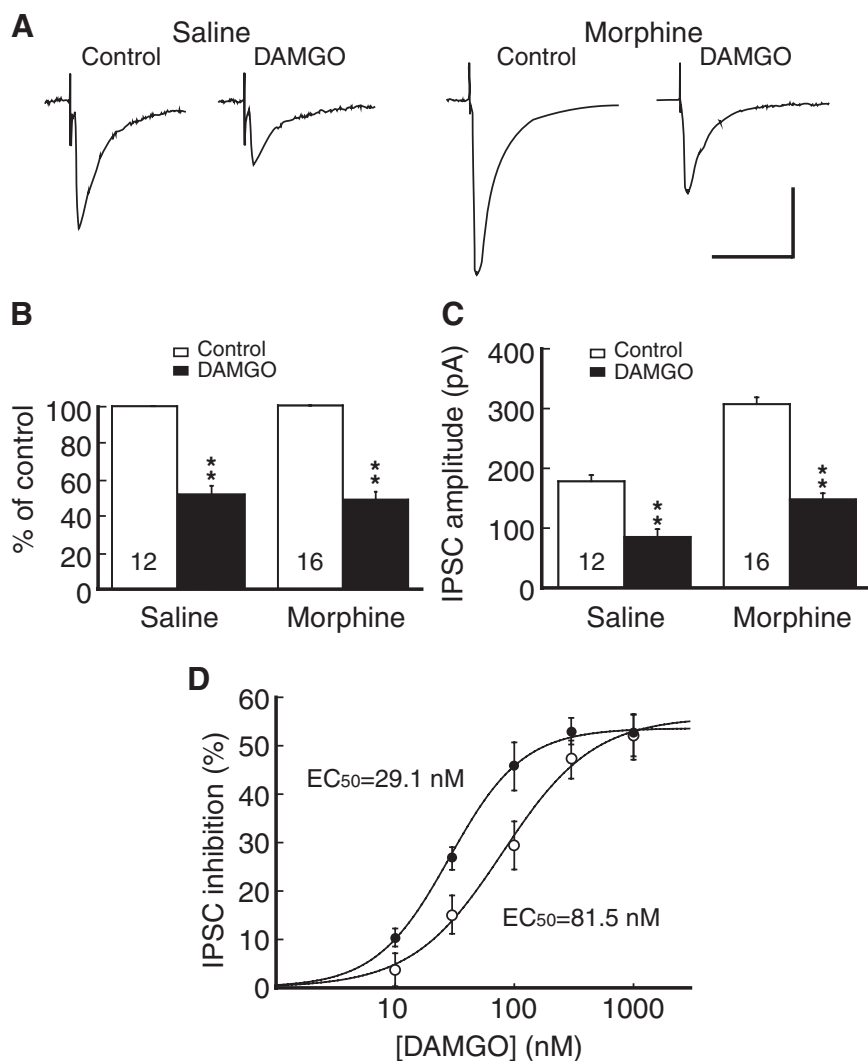 A
Saline
Morphine
Control
DAMGO
Control
DAMGO
B
Control
DAMGO
% of control
100
80
60
40
20
0
**
**
12
16
Saline
Morphine
C
Control
DAMGO
IPSC amplitude (pA)
400
300
200
100
0
**
**
12
16
Saline
Morphine
D
IPSC inhibition (%)
60
50
40
30
20
10
0
EC50=29.1 nM
EC50=81.5 nM
10
100
1000
[DAMGO] (nM)